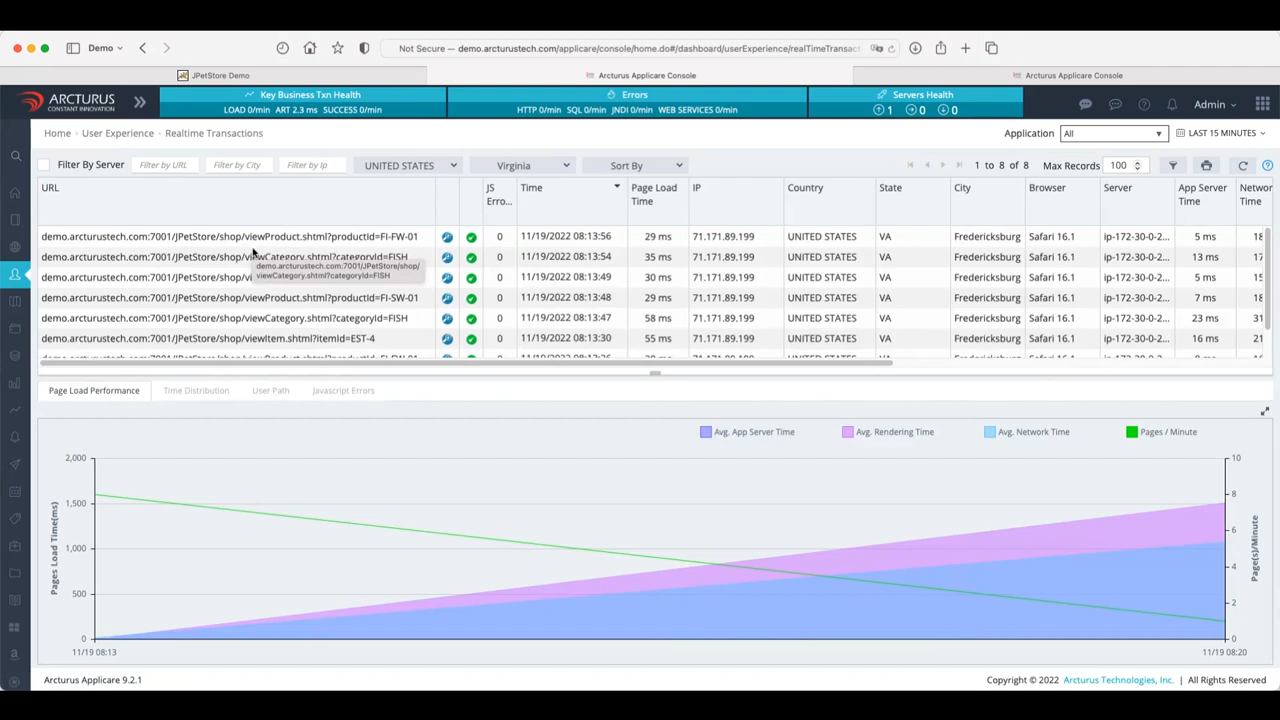 Demo
Not Secure — demo.arcturustech.com/applicare/console/home.do#/dashboard/userExperience/realTimeTransact
JPetStore Demo
Arcturus Applicare Console
Arcturus Applicare Console
ARCTURUS
CONSTANT INNOVATION
Key Business Txn Health
LOAD 0/min ART 2.3 ms SUCCESS 0/min
Errors
HTTP 0/min SQL 0/min JNDI 0/min WEB SERVICES 0/min
Servers Health
1 0 0
Admin
Home - User Experience - Realtime Transactions
Application All LAST 15 MINUTES
Filter By Server Filter by URL Filter by City Filter by Ip UNITED STATES Virginia Sort By 1 to 8 of 8 Max Records 100
URL JS Erro... Time Page Load Time IP Country State City Browser Server App Server Time Netwo Time
demo.arcturustech.com:7001/JPetStore/shop/viewProduct.shtml?productId=FI-FW-01 0 11/19/2022 08:13:56 29 ms 71.171.89.199 UNITED STATES VA Fredericksburg Safari 16.1 ip-172-30-0-2... 5 ms 18
demo.arcturustech.com:7001/JPetStore/shop/viewCategory.shtml?categoryId=FISH 0 11/19/2022 08:13:54 35 ms 71.171.89.199 UNITED STATES VA Fredericksburg Safari 16.1 ip-172-30-0-2... 13 ms 16
demo.arcturustech.com:7001/JPetStore/shop/
viewCategory.shtml?categoryId=FISH
demo.arcturustech.com:7001/JPetStore/shop/vi 0 11/19/2022 08:13:49 30 ms 71.171.89.199 UNITED STATES VA Fredericksburg Safari 16.1 ip-172-30-0-2... 5 ms 18
demo.arcturustech.com:7001/JPetStore/shop/viewProduct.shtml?productId=FI-SW-01 0 11/19/2022 08:13:48 29 ms 71.171.89.199 UNITED STATES VA Fredericksburg Safari 16.1 ip-172-30-0-2... 7 ms 18
demo.arcturustech.com:7001/JPetStore/shop/viewCategory.shtml?categoryId=FISH 0 11/19/2022 08:13:47 58 ms 71.171.89.199 UNITED STATES VA Fredericksburg Safari 16.1 ip-172-30-0-2... 23 ms 31
demo.arcturustech.com:7001/JPetStore/shop/viewItem.shtml?itemId=EST-4 0 11/19/2022 08:13:30 55 ms 71.171.89.199 UNITED STATES VA Fredericksburg Safari 16.1 ip-172-30-0-2... 16 ms 21
Page Load Performance Time Distribution User Path Javascript Errors
Avg. App Server Time Avg. Rendering Time Avg. Network Time Pages / Minute
Pages Load Time(ms)
2,000
1,500
1,000
500
0
10
8
6
4
2
0
Page(s)/Minute
11/19 08:13 11/19 08:20
Arcturus Applicare 9.2.1
Copyright © 2022 Arcturus Technologies, Inc. | All Rights Reserved